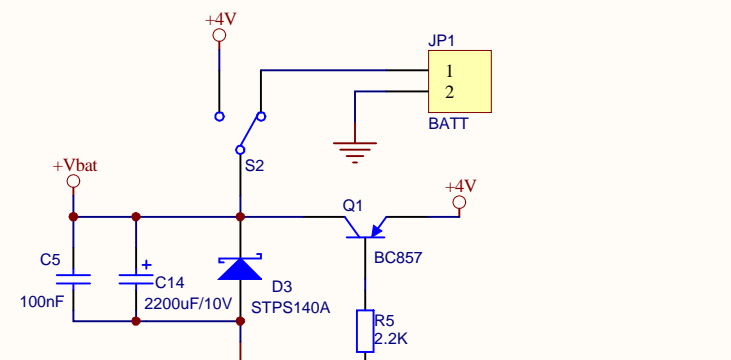 +4V
JP1
1
2
BATT
S2
+Vbat
+4V
Q1
BC857
C5
+
C14
D3
100nF
2200uF/10V
STPS140A
R5
2.2K